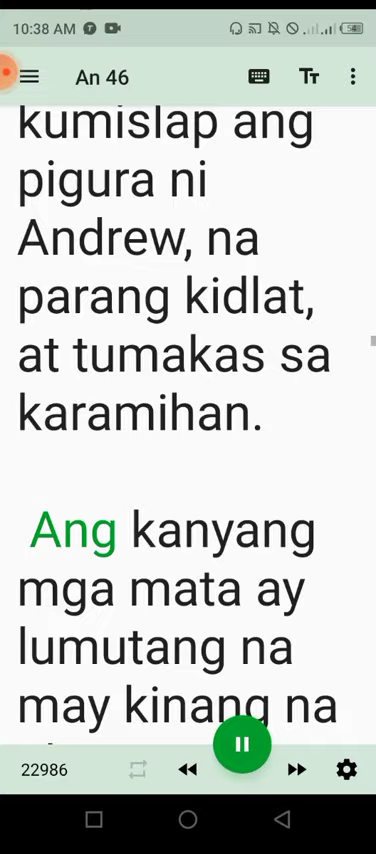 10:38 AM
54
An 46
kumislap ang
pigura ni
Andrew, na
parang kidlat,
at tumakas sa
karamihan.
Ang kanyang
mga mata ay
lumutang na
may kinang na
22986